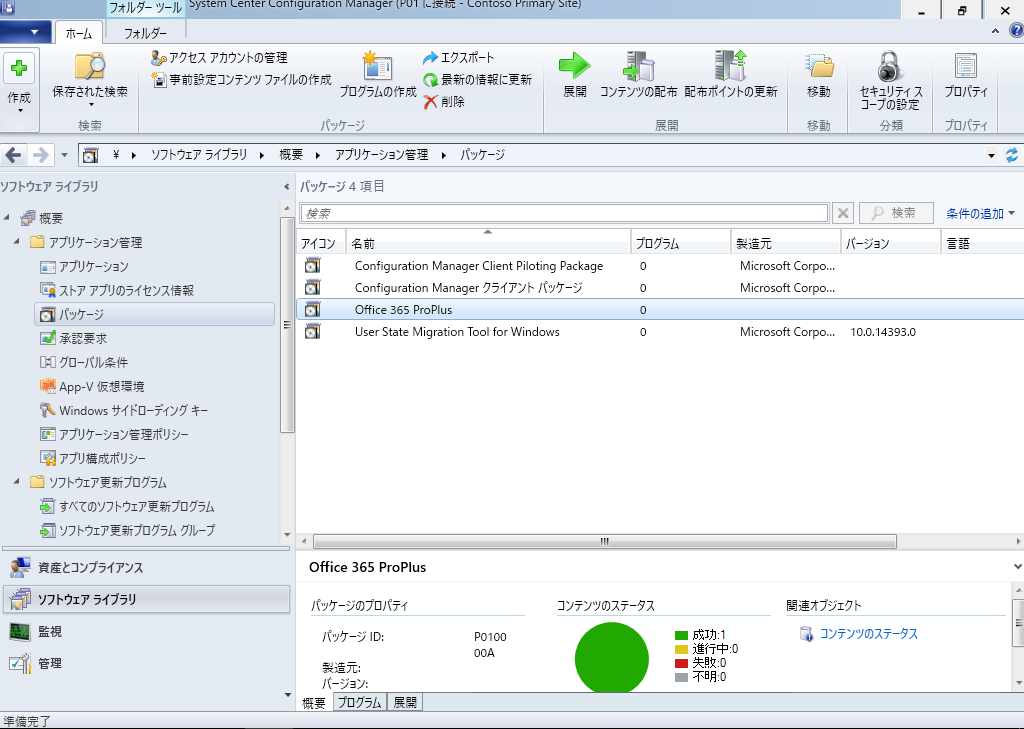 フォルダー ツール
System Center Configuration Manager (P01 に接続 - Contoso Primary Site)
ホーム
フォルダー
作成
保存された検索
検索
アクセス アカウントの管理
事前設定コンテンツ ファイルの作成
プログラムの作成
エクスポート
最新の情報に更新
削除
パッケージ
展開
コンテンツの配布
配布ポイントの更新
展開
移動
移動
セキュリティ ス
コープの設定
分類
プロパティ
プロパティ
¥ ソフトウェア ライブラリ 概要 アプリケーション管理 パッケージ
ソフトウェア ライブラリ
概要
アプリケーション管理
アプリケーション
ストア アプリのライセンス情報
パッケージ
承認要求
グローバル条件
App-V 仮想環境
Windows サイドローディング キー
アプリケーション管理ポリシー
アプリ構成ポリシー
ソフトウェア更新プログラム
すべてのソフトウェア更新プログラム
ソフトウェア更新プログラム グループ
資産とコンプライアンス
ソフトウェア ライブラリ
監視
管理
パッケージ 4 項目
検索
検索
条件の追加
アイコン 名前 プログラム 製造元 バージョン 言語
Configuration Manager Client Piloting Package 0 Microsoft Corpo...
Configuration Manager クライアント パッケージ 0 Microsoft Corpo...
Office 365 ProPlus 0
User State Migration Tool for Windows 0 Microsoft Corpo... 10.0.14393.0
Office 365 ProPlus
パッケージのプロパティ
パッケージ ID: P0100
00A
製造元:
バージョン:
コンテンツのステータス
成功:1
進行中:0
失敗:0
不明:0
関連オブジェクト
コンテンツのステータス
概要 プログラム 展開
準備完了